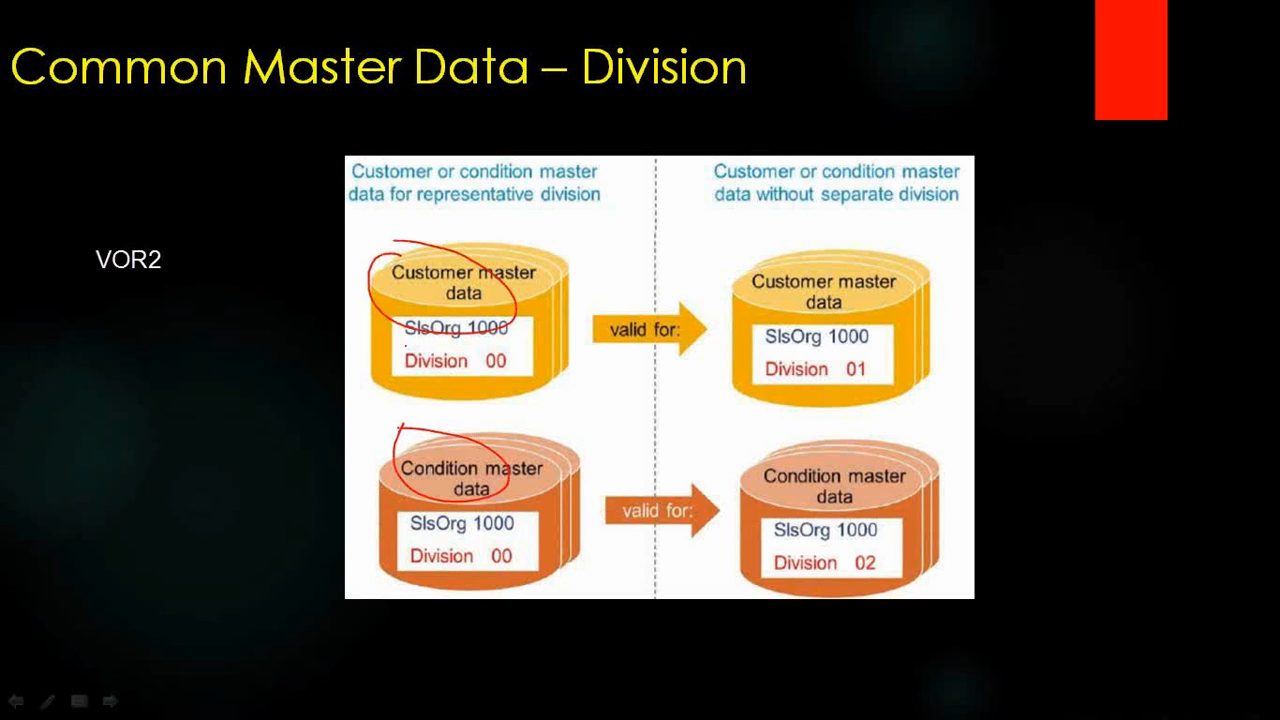 Common Master Data – Division
VOR2
Customer or condition master
data for representative division
Customer or condition master
data without separate division
Customer master
data
SlsOrg 1000
Division 00
valid for:
Customer master
data
SlsOrg 1000
Division 01
Condition master
data
SlsOrg 1000
Division 00
valid for:
Condition master
data
SlsOrg 1000
Division 02